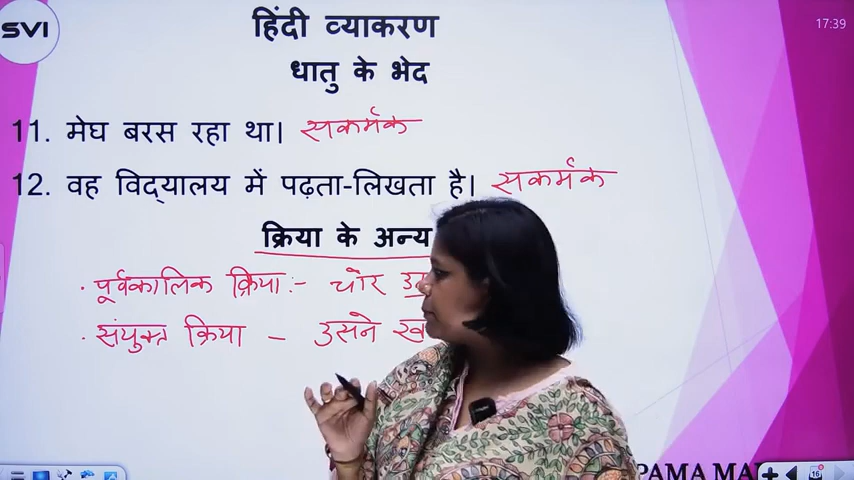 SVI
17:39
हिंदी व्याकरण
धातु के भेद
11. मेघ बरस रहा था। सकर्मक
12. वह विद्यालय में पढ़ता-लिखता है। सकर्मक
क्रिया के अन्य
· पूर्वकालिक क्रिया:- चोर
· संयुक्त क्रिया - उसने
PAMA MA
16